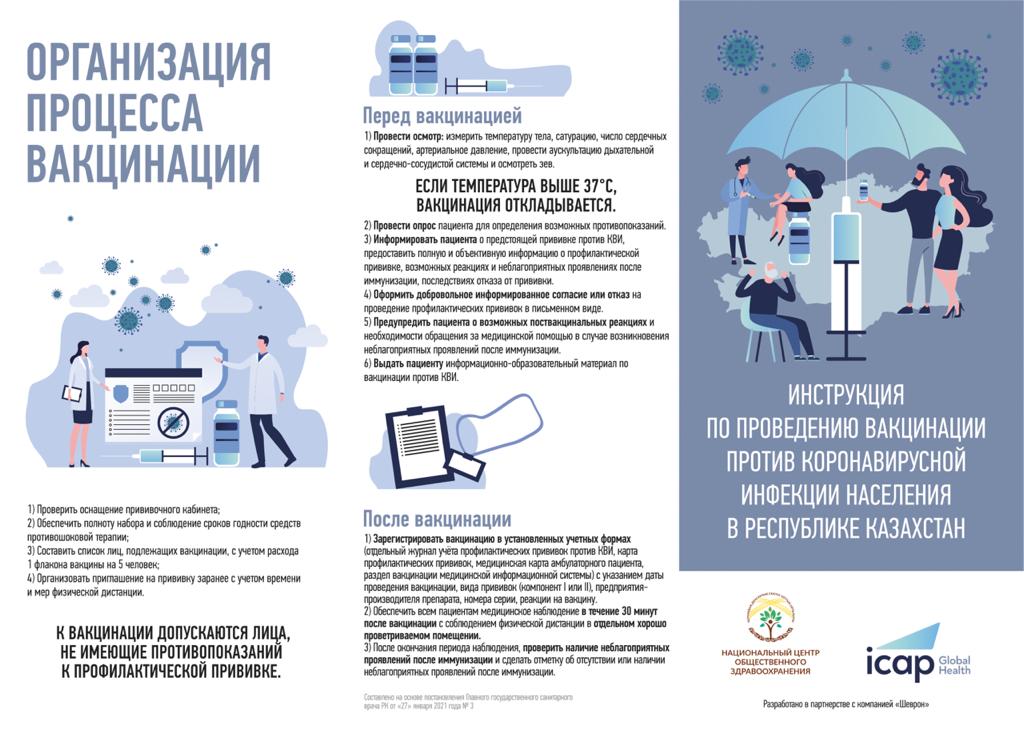 ОРГАНИЗАЦИЯ
ПРОЦЕССА
ВАКЦИНАЦИИ
1) Проверить оснащение прививочного кабинета;
2) Обеспечить полноту набора и соблюдение сроков годности средств
противошоковой терапии;
3) Составить список лиц, подлежащих вакцинации, с учетом расхода
1 флакона вакцины на 5 человек;
4) Организовать приглашение на прививку заранее с учетом времени
и мер физической дистанции.
К ВАКЦИНАЦИИ ДОПУСКАЮТСЯ ЛИЦА,
НЕ ИМЕЮЩИЕ ПРОТИВОПОКАЗАНИЙ
К ПРОФИЛАКТИЧЕСКОЙ ПРИВИВКЕ.
Перед вакцинацией
1) Провести осмотр: измерить температуру тела, сатурацию, число сердечных
сокращений, артериальное давление, провести аускультацию дыхательной
и сердечно-сосудистой системы и осмотреть зев.
ЕСЛИ ТЕМПЕРАТУРА ВЫШЕ 37°С,
ВАКЦИНАЦИЯ ОТКЛАДЫВАЕТСЯ.
2) Провести опрос пациента для определения возможных противопоказаний.
3) Информировать пациента о предстоящей прививке против КВИ,
предоставить полную и объективную информацию о профилактической
прививке, возможных реакциях и неблагоприятных проявлениях после
иммунизации, последствиях отказа от прививки.
4) Оформить добровольное информированное согласие или отказ на
проведение профилактических прививок в письменном виде.
5) Предупредить пациента о возможных поствакцинальных реакциях и
необходимости обращения за медицинской помощью в случае возникновения
неблагоприятных проявлений после иммунизации.
6) Выдать пациенту информационно-образовательный материал по
вакцинации против КВИ.
После вакцинации
1) Зарегистрировать вакцинацию в установленных учетных формах
(отдельный журнал учёта профилактических прививок против КВИ, карта
профилактических прививок, медицинская карта амбулаторного пациента,
раздел вакцинации медицинской информационной системы) с указанием даты
проведения вакцинации, вида прививок (компонент I или II), предприятия-
производителя препарата, номера серии, реакции на вакцину.
2) Обеспечить всем пациентам медицинское наблюдение в течение 30 минут
после вакцинации с соблюдением физической дистанции в отдельном хорошо
проветриваемом помещении.
3) После окончания периода наблюдения, проверить наличие неблагоприятных
проявлений после иммунизации и сделать отметку об отсутствии или наличии
неблагоприятных проявлений после иммунизации.
Составлено на основе постановления Главного государственного санитарного
врача РК от «27» января 2021 года № 3
ИНСТРУКЦИЯ
ПО ПРОВЕДЕНИЮ ВАКЦИНАЦИИ
ПРОТИВ КОРОНАВИРУСНОЙ
ИНФЕКЦИИ НАСЕЛЕНИЯ
В РЕСПУБЛИКЕ КАЗАХСТАН
НАЦИОНАЛЬНЫЙ ЦЕНТР
ОБЩЕСТВЕННОГО
ЗДРАВООХРАНЕНИЯ
icap Global
Health
Разработано в партнерстве с компанией «Шеврон»